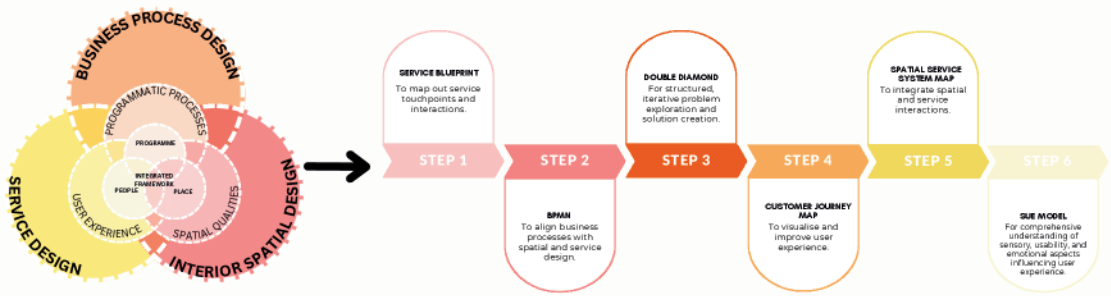 BUSINESS PROCESS DESIGN
PROGRAMMATIC PROCESSES
PROGRAMME
INTEGRATED
FRAMEWORK
PEOPLE
PLACE
USER EXPERIENCE
SPATIAL QUALITIES
SERVICE DESIGN
INTERIOR SPATIAL DESIGN
SERVICE BLUEPRINT
To map out service
touchpoints and
interactions.
STEP 1
STEP 2
BPMN
To align business
processes with
spatial and service
design.
DOUBLE DIAMOND
For structured,
iterative problem
exploration and
solution creation.
STEP 3
STEP 4
CUSTOMER JOURNEY
MAP
To visualise and
improve user
experience.
SPATIAL SERVICE
SYSTEM MAP
To integrate spatial
and service
interactions.
STEP 5
STEP 6
SUE MODEL
For comprehensive
understanding of
sensory, usability, and
emotional aspects
influencing user
experience.